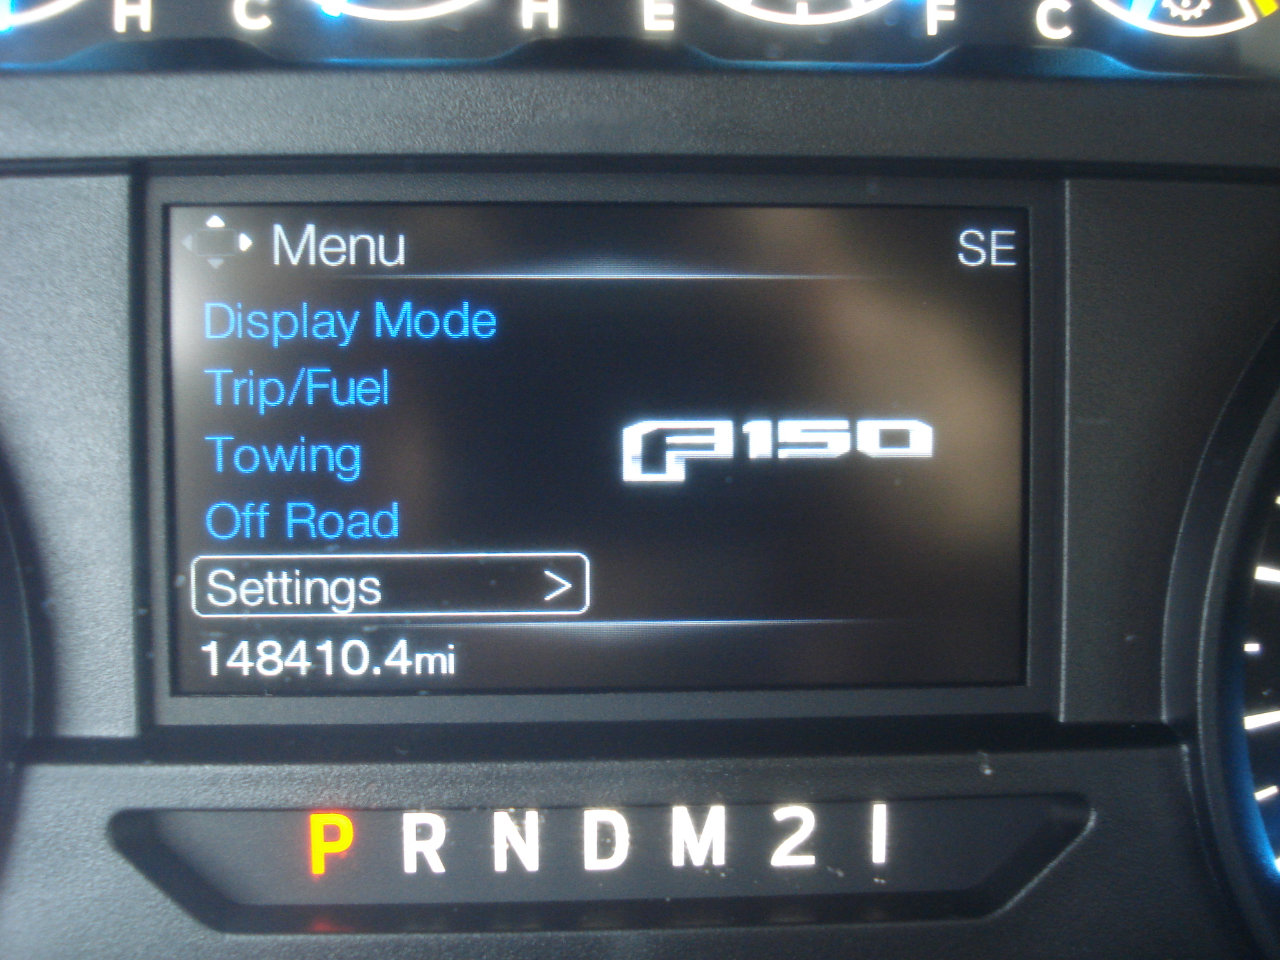 H C H E F C
Menu SE
Display Mode
Trip/Fuel
Towing
F150
Off Road
Settings >
148410.4mi
P R N D M 2 1